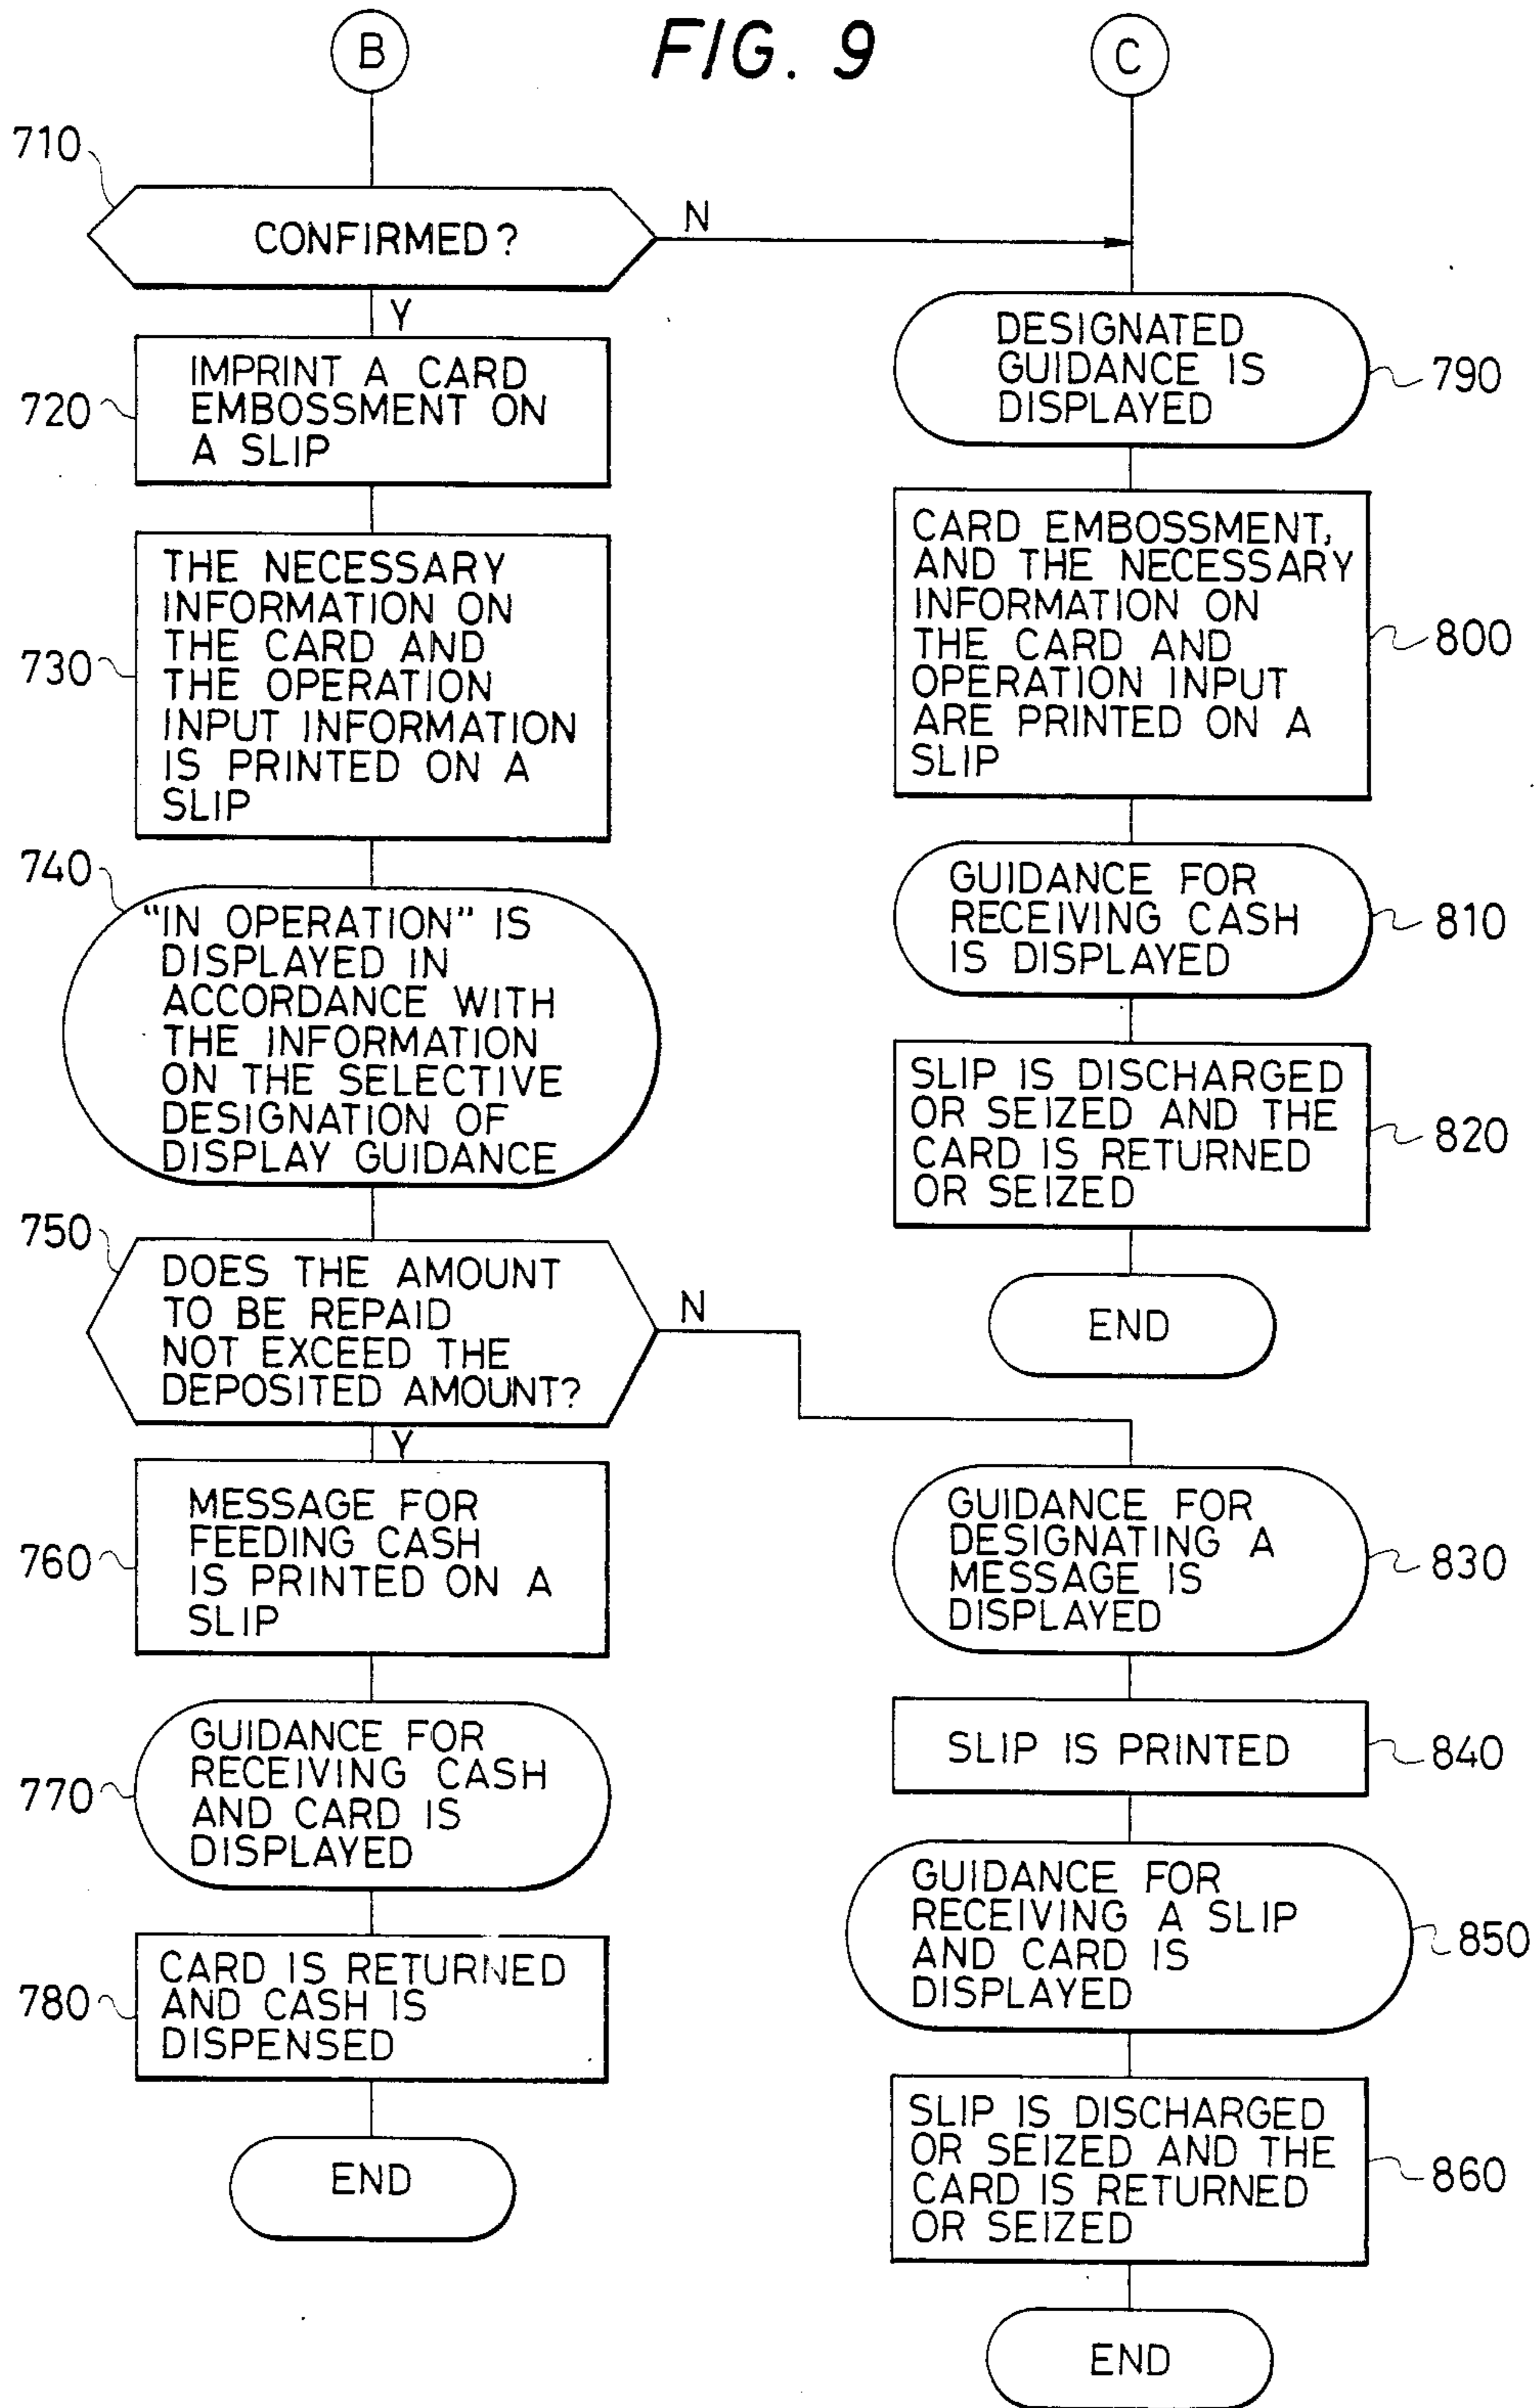 FIG. 9
B
710
CONFIRMED?
N
Y
720
IMPRINT A CARD
EMBOSSMENT ON
A SLIP
730
THE NECESSARY
INFORMATION ON
THE CARD AND
THE OPERATION
INPUT INFORMATION
IS PRINTED ON A
SLIP
740
"IN OPERATION" IS
DISPLAYED IN
ACCORDANCE WITH
THE INFORMATION
ON THE SELECTIVE
DESIGNATION OF
DISPLAY GUIDANCE
750
DOES THE AMOUNT
TO BE REPAID
NOT EXCEED THE
DEPOSITED AMOUNT?
N
Y
760
MESSAGE FOR
FEEDING CASH
IS PRINTED ON A
SLIP
770
GUIDANCE FOR
RECEIVING CASH
AND CARD IS
DISPLAYED
780
CARD IS RETURNED
AND CASH IS
DISPENSED
END
C
DESIGNATED
GUIDANCE IS
DISPLAYED
790
CARD EMBOSSMENT,
AND THE NECESSARY
INFORMATION ON
THE CARD AND
OPERATION INPUT
ARE PRINTED ON A
SLIP
800
GUIDANCE FOR
RECEIVING CASH
IS DISPLAYED
810
SLIP IS DISCHARGED
OR SEIZED AND THE
CARD IS RETURNED
OR SEIZED
820
END
GUIDANCE FOR
DESIGNATING A
MESSAGE IS
DISPLAYED
830
SLIP IS PRINTED
840
GUIDANCE FOR
RECEIVING A SLIP
AND CARD IS
DISPLAYED
850
SLIP IS DISCHARGED
OR SEIZED AND THE
CARD IS RETURNED
OR SEIZED
860
END